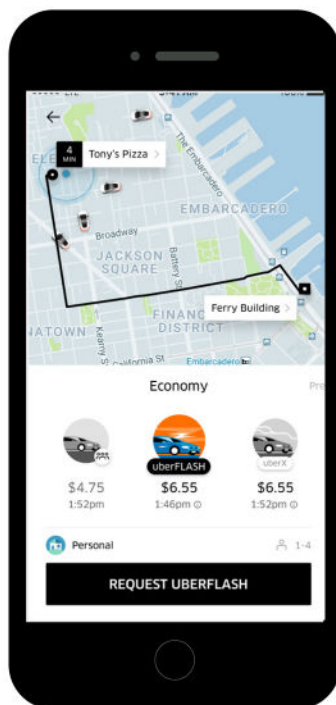 4
MIN
Tony's Pizza
The Embarcadero
EMBARCADERO
Broadway
JACKSON
SQUARE
Battery St
Ferry Building
FINANC
DISTRICT
NATOWN
Kearny St
California St
Embarcadero
Economy
Pre
uberFLASH
uberX
$4.75
$6.55
$6.55
1:52pm
1:46pm
1:52pm
Personal
1-4
REQUEST UBERFLASH